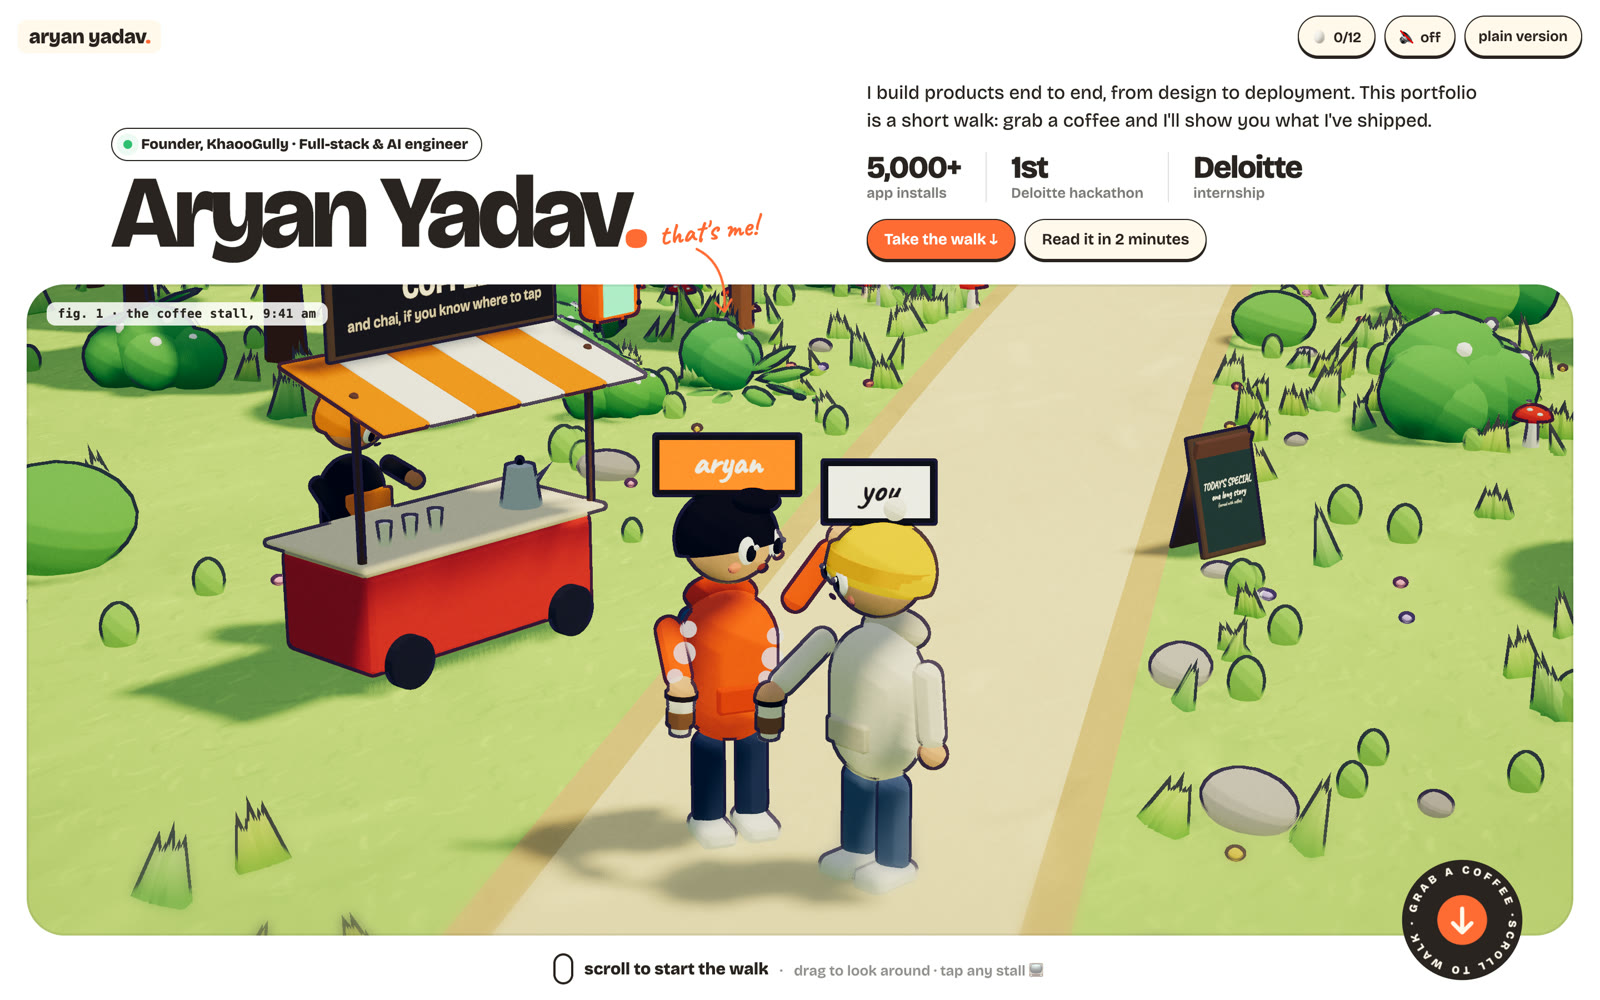 aryan yadav.
0/12
off
plain version
Founder, KhaooGully · Full-stack & AI engineer
Aryan Yadav.
that's me!
I build products end to end, from design to deployment. This portfolio
is a short walk: grab a coffee and I'll show you what I've shipped.
5,000+
app installs
1st
Deloitte hackathon
Deloitte
internship
Take the walk ↓
Read it in 2 minutes
fig. 1 · the coffee stall, 9:41 am
and chai, if you know where to tap
aryan
you
TODAY'S SPECIAL
one long story
GRAB A COFFEE · SCROLL TO WALK ·
scroll to start the walk · drag to look around · tap any stall